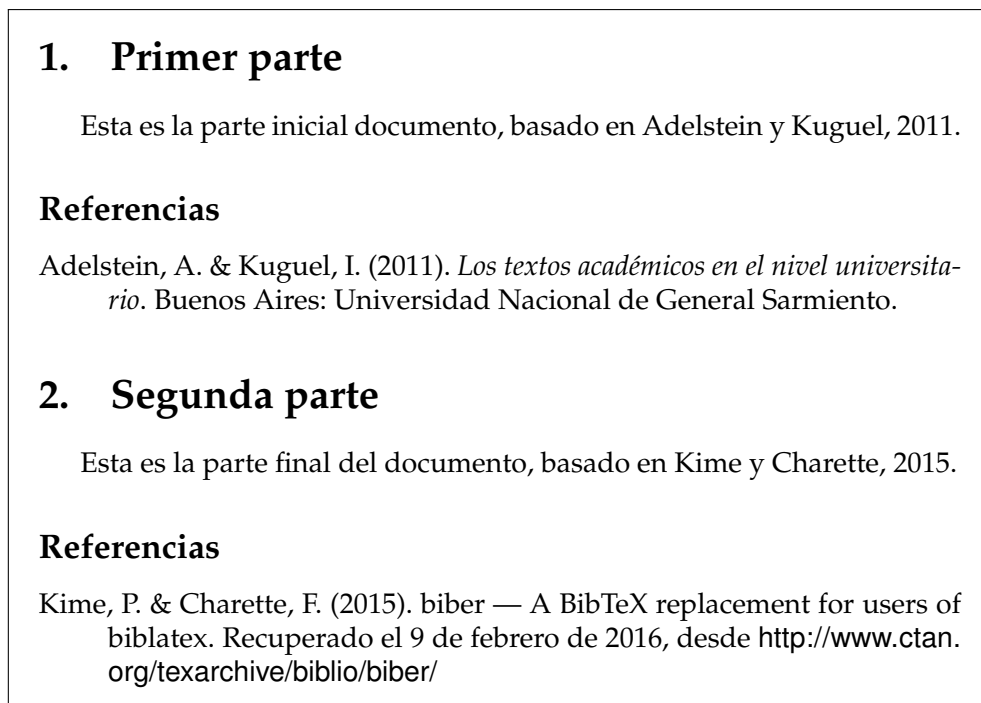 1. Primer parte
Esta es la parte inicial documento, basado en Adelstein y Kuguel, 2011.
Referencias
Adelstein, A. & Kuguel, I. (2011). Los textos académicos en el nivel universita-
rio. Buenos Aires: Universidad Nacional de General Sarmiento.
2. Segunda parte
Esta es la parte final del documento, basado en Kime y Charette, 2015.
Referencias
Kime, P. & Charette, F. (2015). biber — A BibTeX replacement for users of
biblatex. Recuperado el 9 de febrero de 2016, desde http://www.ctan.
org/texarchive/biblio/biber/